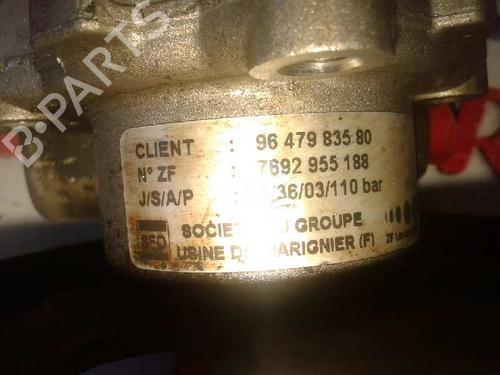 B-PARTS
CLIENT : 96 479 835 80
N° ZF : 7692 955 188
J/S/A/P : /36/03/110 bar
SOCIETE DU GROUPE
USINE DE MARIGNIER (F)